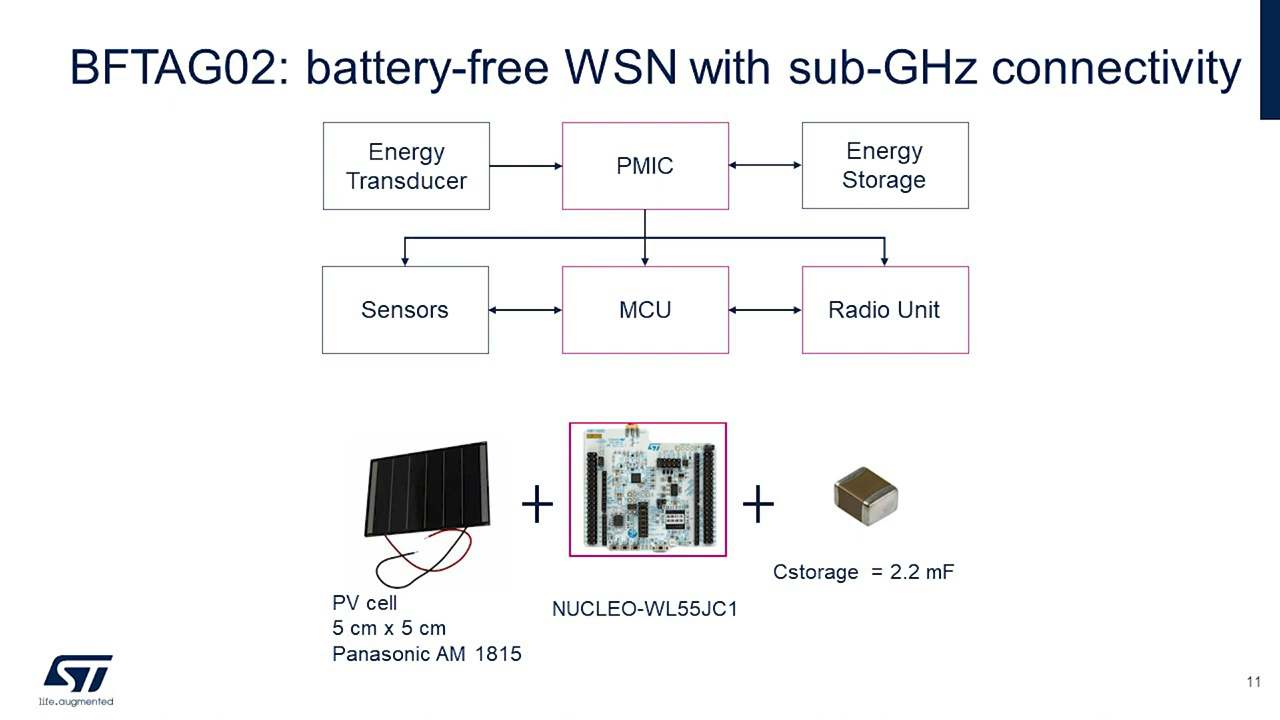 BFTAG02: battery-free WSN with sub-GHz connectivity
Energy
Transducer
PMIC
Energy
Storage
Sensors
MCU
Radio Unit
Cstorage = 2.2 mF
PV cell
5 cm x 5 cm
Panasonic AM 1815
NUCLEO-WL55JC1
ST
life.augmented
11